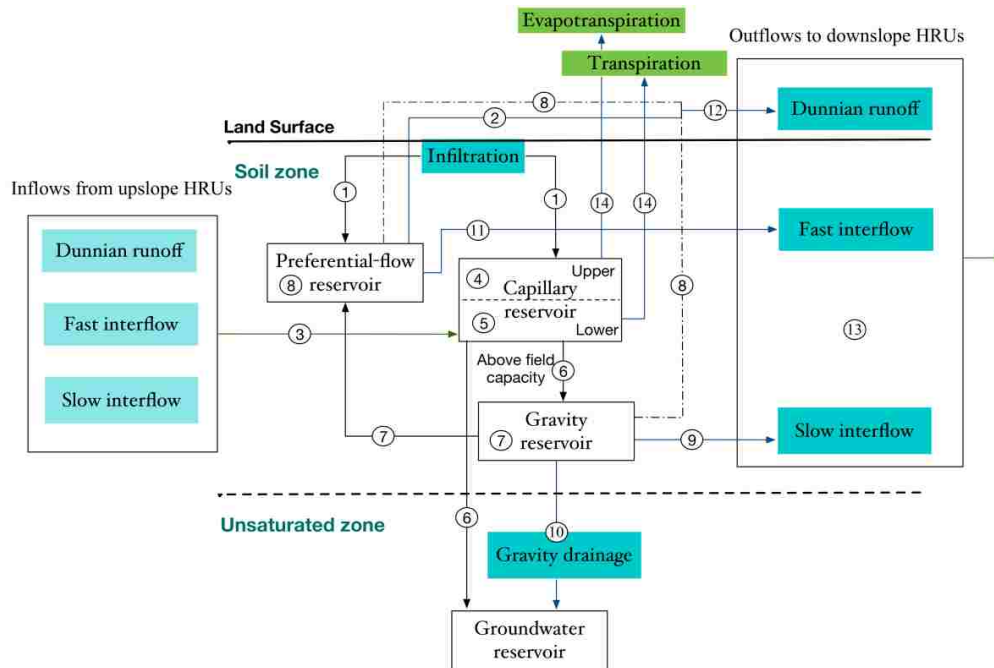 Evapotranspiration
Outflows to downslope HRUs
Transpiration
8
2
12
Dunnian runoff
Land Surface
Infiltration
Soil zone
Inflows from upslope HRUs
1
1
14
14
Dunnian runoff
11
Fast interflow
Preferential-flow
8 reservoir
4
Upper
Capillary
reservoir
5
Lower
8
Fast interflow
3
13
Above field
capacity
6
Slow interflow
Gravity
7 reservoir
7
9
Slow interflow
6
Unsaturated zone
10
Gravity drainage
Groundwater
reservoir